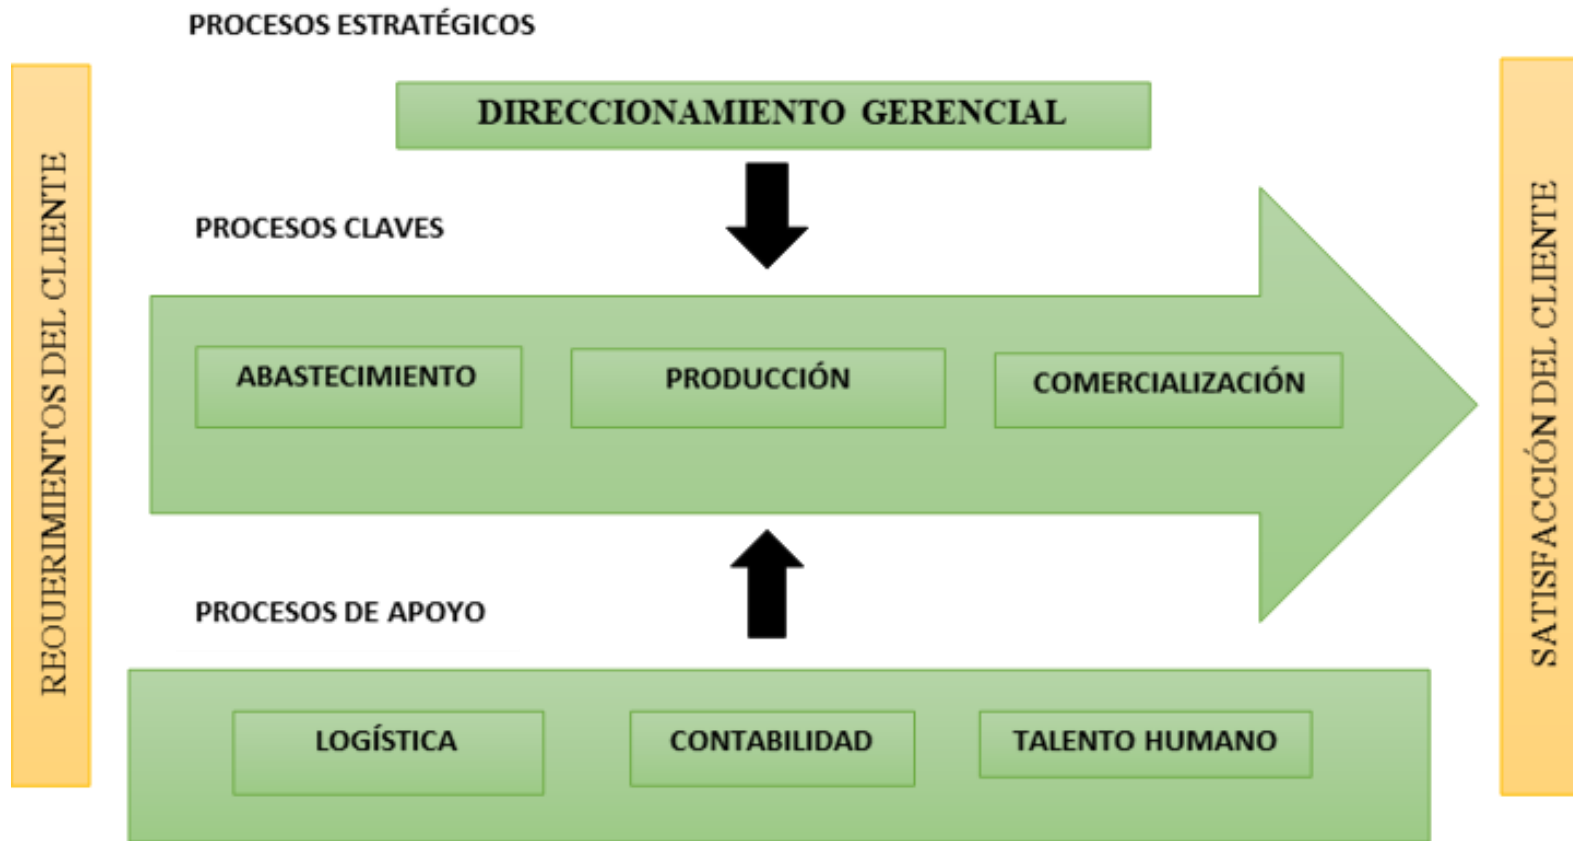 PROCESOS ESTRATÉGICOS
DIRECCIONAMIENTO GERENCIAL
REQUERIMIENTOS DEL CLIENTE
PROCESOS CLAVES
ABASTECIMIENTO
PRODUCCIÓN
COMERCIALIZACIÓN
SATISFACCIÓN DEL CLIENTE
PROCESOS DE APOYO
LOGÍSTICA
CONTABILIDAD
TALENTO HUMANO